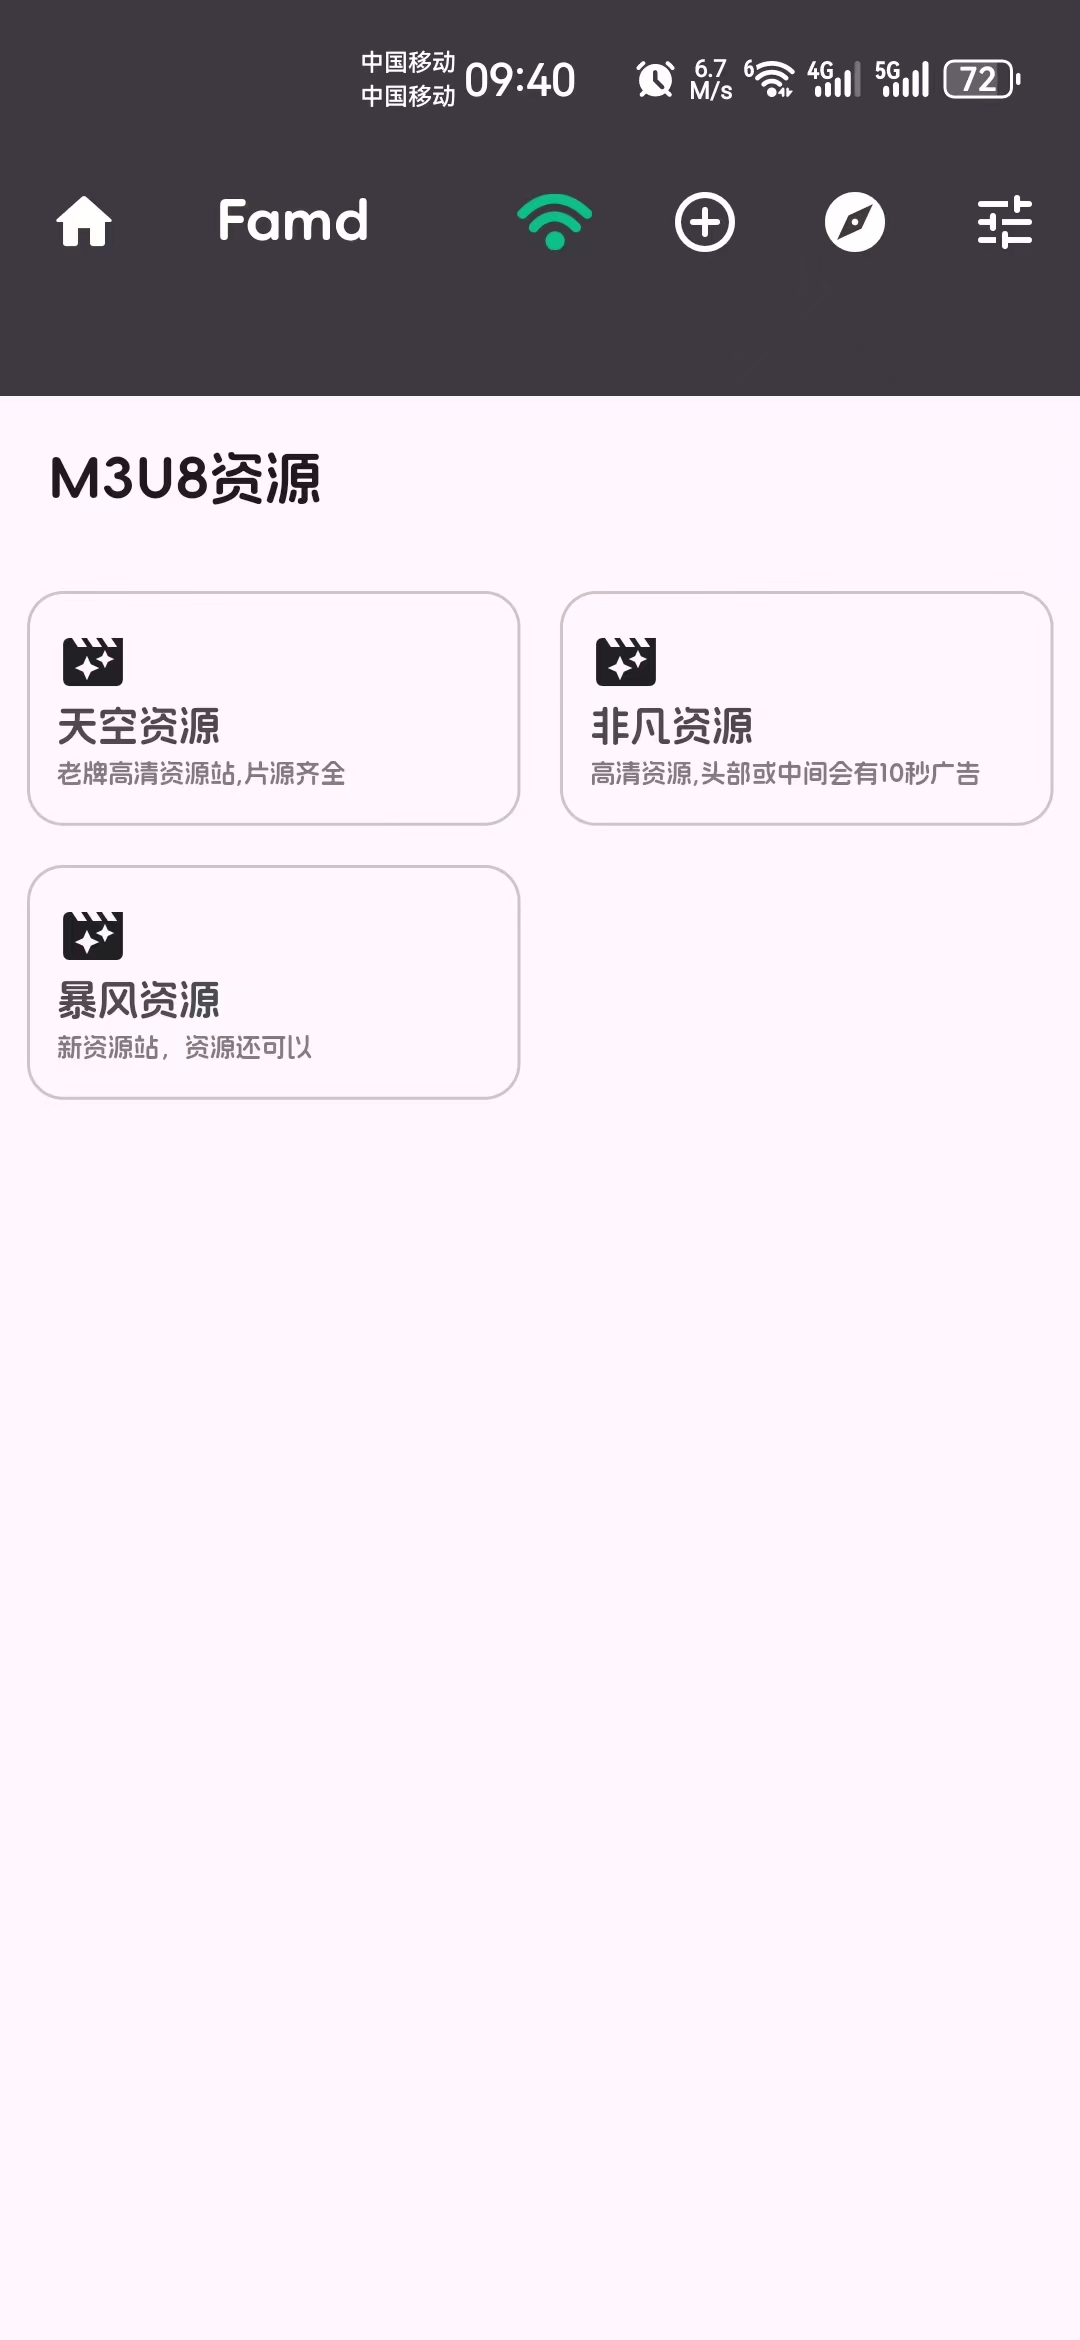 中国移动
中国移动
09:40
6.7
M/s
6
4G
5G
72
Famd
M3U8资源
天空资源
老牌高清资源站,片源齐全
非凡资源
高清资源,头部或中间会有10秒广告
暴风资源
新资源站，资源还可以